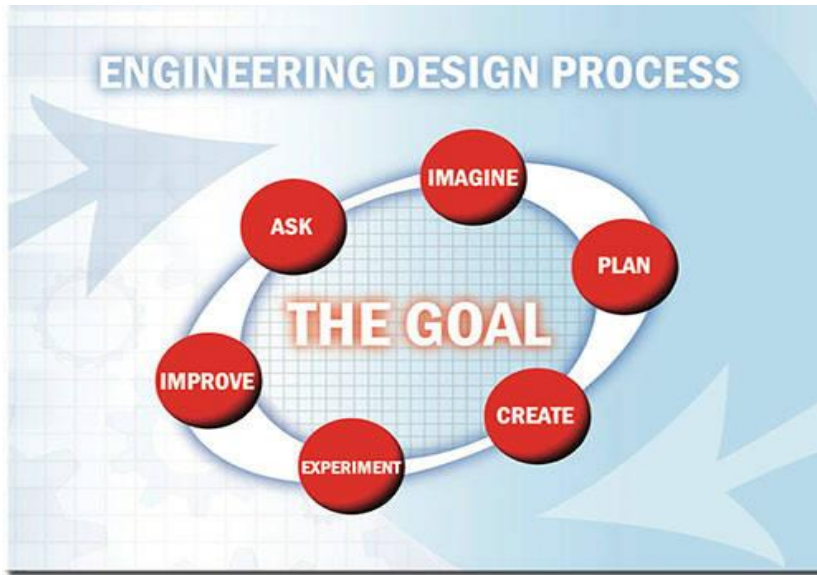 ENGINEERING DESIGN PROCESS
IMAGINE
ASK
PLAN
THE GOAL
IMPROVE
CREATE
EXPERIMENT